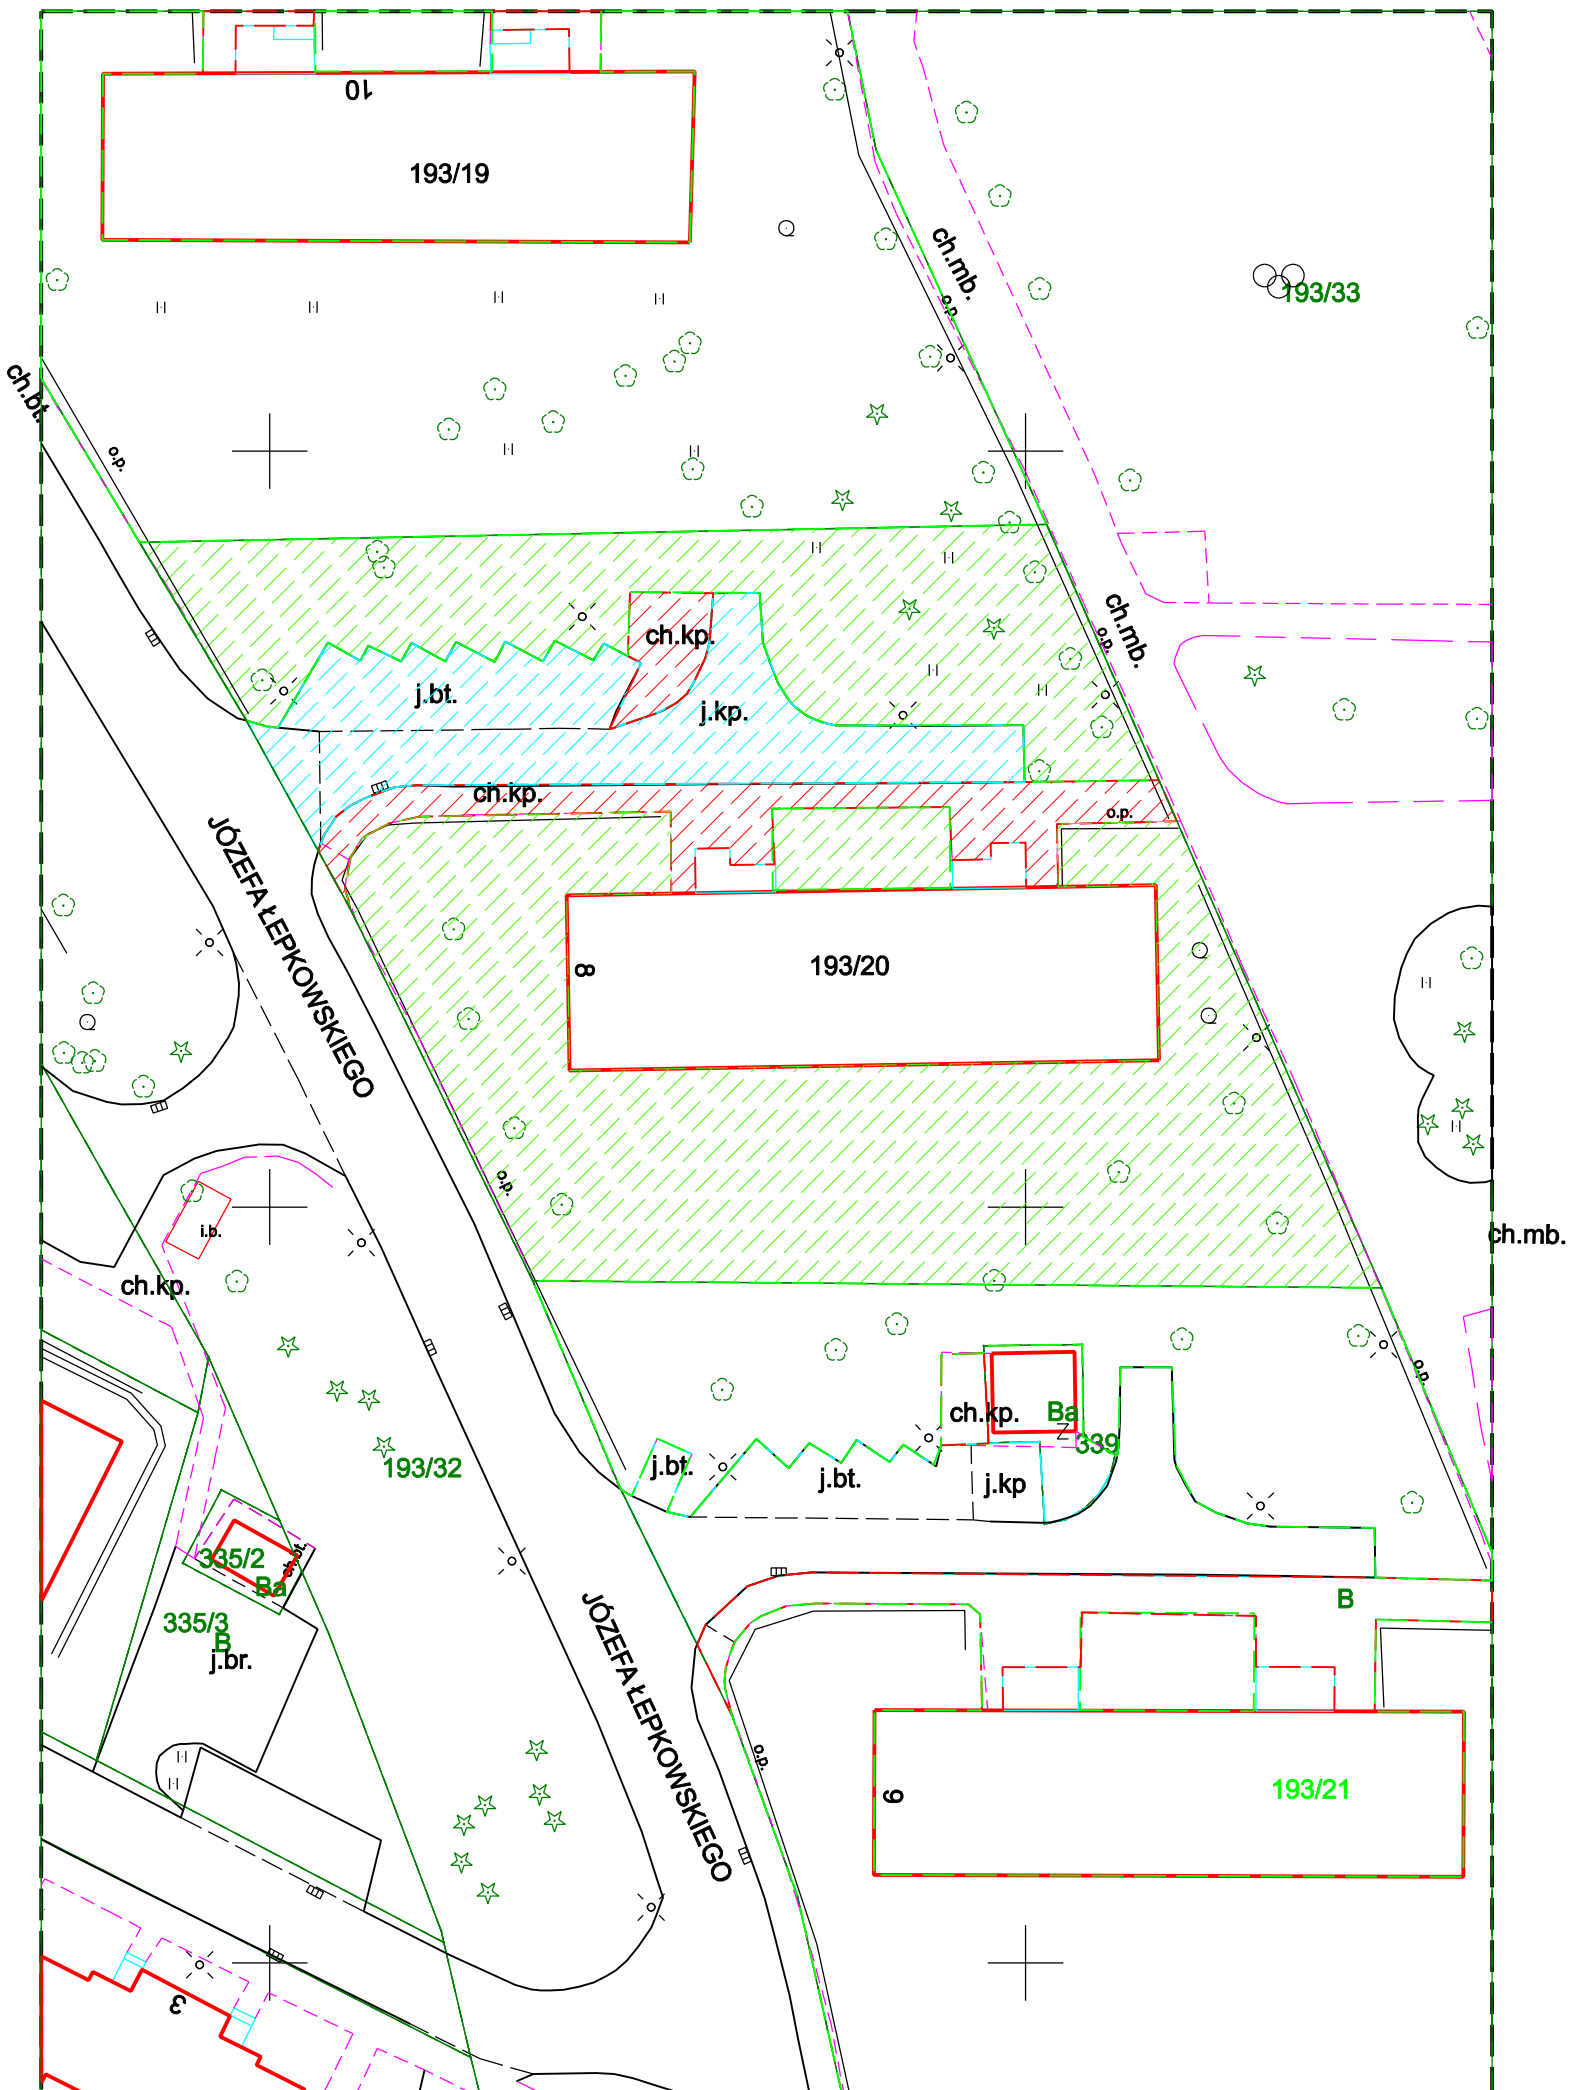 10
193/19
ch.mb.
o.p.
193/33
ch.bt.
o.p.
ch.kp.
ch.mb.
o.p.
j.bt.
j.kp.
ch.kp.
o.p.
JÓZEFA ŁEPKOWSKIEGO
8
193/20
o.p.
i.b.
ch.mb.
ch.kp.
o.p.
ch.kp.
Ba
339
193/32
j.bt.
j.bt.
j.kp
ch.bt.
335/2
Ba
335/3
B
j.br.
B
JÓZEFA ŁEPKOWSKIEGO
o.p.
6
193/21
3